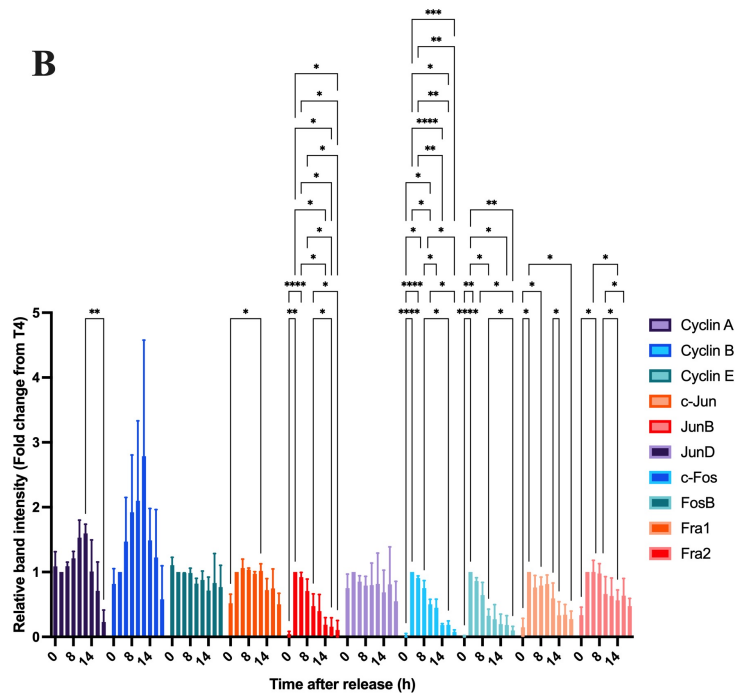 B
***
**
* *
* **
* ****
* **
* *
* * **
* * * *
* * * * *
**** * **** * ** * * *
** * ** * **** * **** * * * * *
Relative band intensity (Fold change from T4)
5
4
3
2
1
0
0 8 14 0 8 14 0 8 14 0 8 14 0 8 14 0 8 14 0 8 14 0 8 14 0 8 14 0 8 14
Time after release (h)
Cyclin A
Cyclin B
Cyclin E
c-Jun
JunB
JunD
c-Fos
FosB
Fra1
Fra2